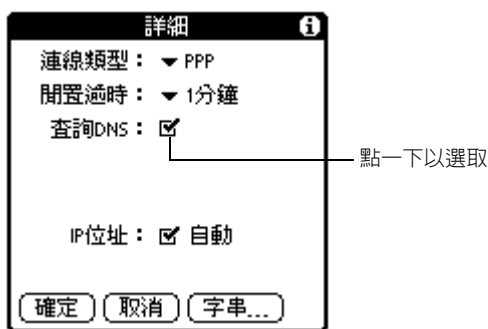 詳細
連線類型： PPP
閒置逾時： 1分鐘
查詢DNS：
點一下以選取
IP位址： 自動
確定 取消 字串...